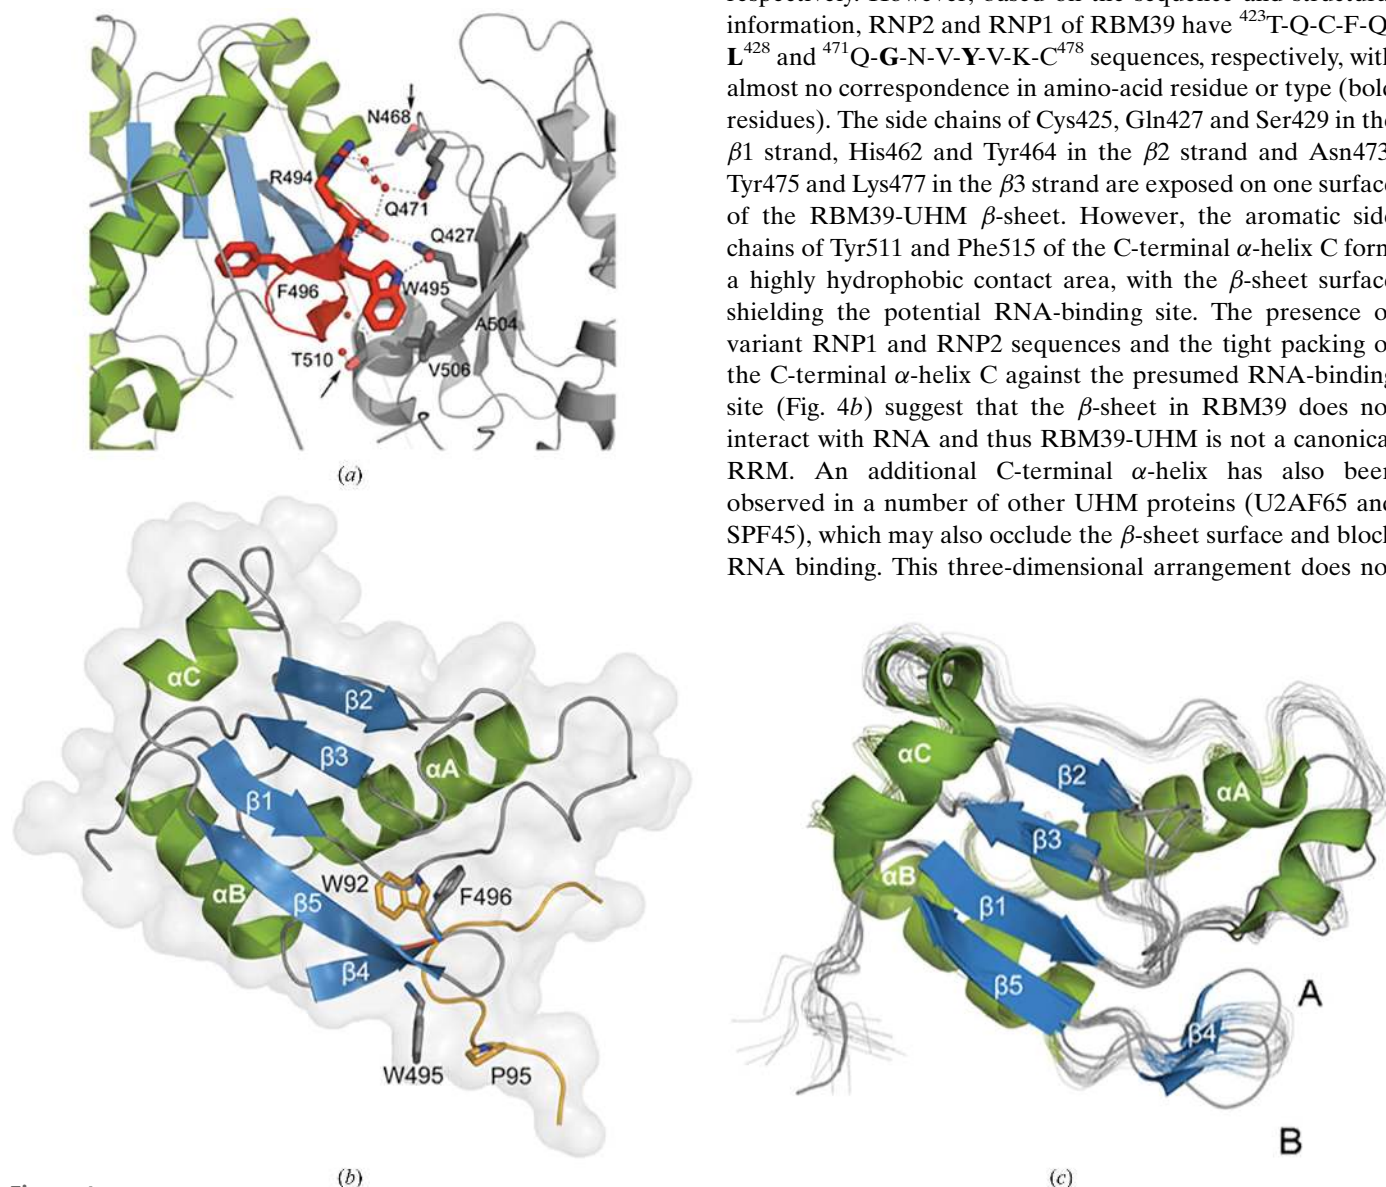 information, RNP2 and RNP1 of RBM39 have ⁴²³T-Q-C-F-Q
L⁴²⁸ and ⁴⁷¹Q-G-N-V-Y-V-K-C⁴⁷⁸ sequences, respectively, with
almost no correspondence in amino-acid residue or type (bold
residues). The side chains of Cys425, Gln427 and Ser429 in the
β1 strand, His462 and Tyr464 in the β2 strand and Asn473
Tyr475 and Lys477 in the β3 strand are exposed on one surface
of the RBM39-UHM β-sheet. However, the aromatic side
chains of Tyr511 and Phe515 of the C-terminal α-helix C form
a highly hydrophobic contact area, with the β-sheet surface
shielding the potential RNA-binding site. The presence of
variant RNP1 and RNP2 sequences and the tight packing of
the C-terminal α-helix C against the presumed RNA-binding
site (Fig. 4b) suggest that the β-sheet in RBM39 does no
interact with RNA and thus RBM39-UHM is not a canonica
RRM. An additional C-terminal α-helix has also been
observed in a number of other UHM proteins (U2AF65 and
SPF45), which may also occlude the β-sheet surface and block
RNA binding. This three-dimensional arrangement does no
N468
R494
Q471
Q427
F496
W495
A504
T510
V506
(a)
αC
β2
β3
αA
β1
W92
F496
αB
β5
β4
W495
P95
(b)
αC
β2
αA
β3
αB
β1
β5
A
β4
B
(c)